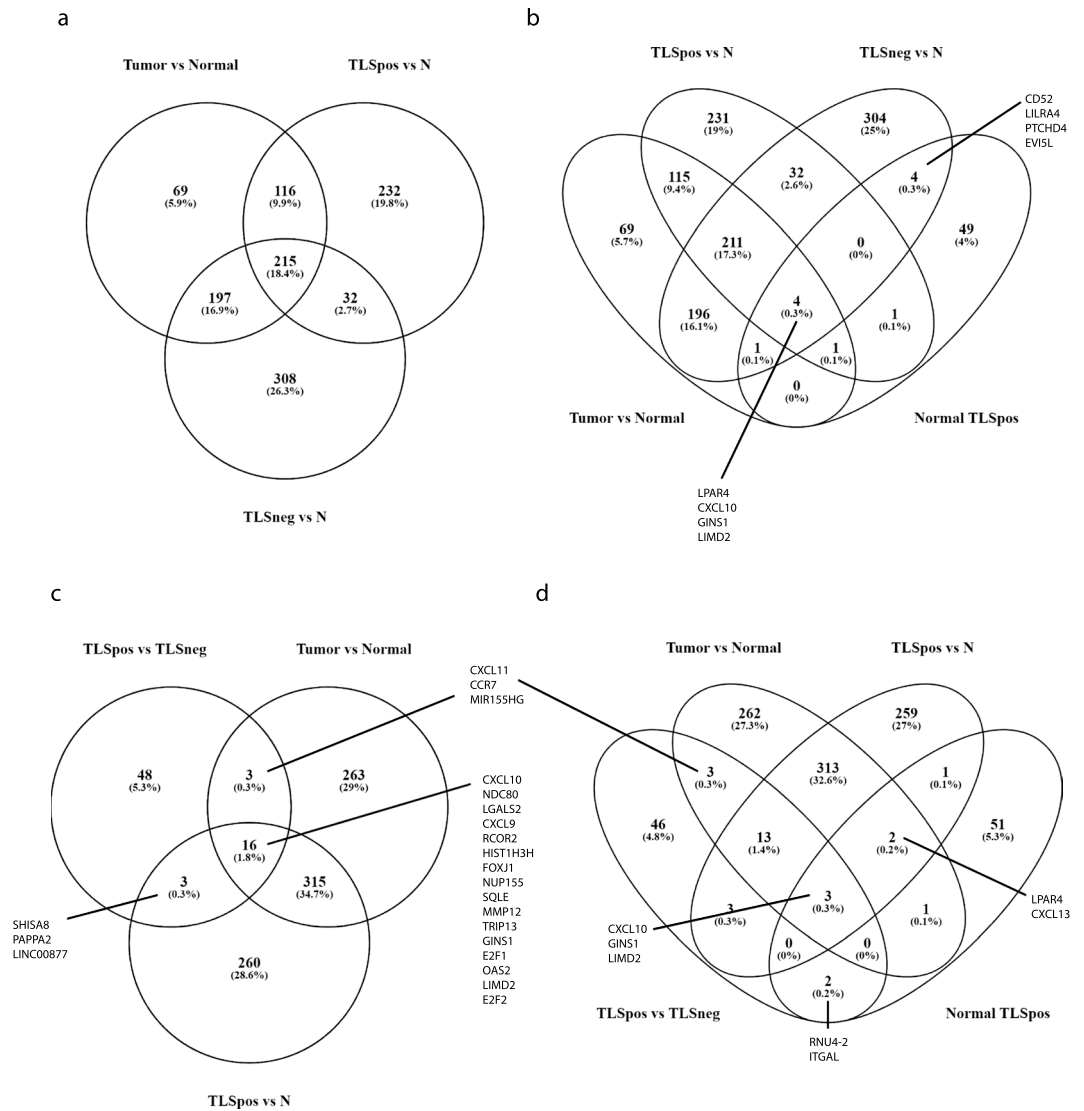 a
Tumor vs Normal
TLSpos vs N
69
(5.9%)
116
(9.9%)
232
(19.8%)
215
(18.4%)
197
(16.9%)
32
(2.7%)
308
(26.3%)
TLSneg vs N
b
TLSpos vs N
TLSneg vs N
CD52
LILRA4
PTCHD4
EVI5L
231
(19%)
304
(25%)
115
(9.4%)
32
(2.6%)
4
(0.3%)
69
(5.7%)
211
(17.3%)
0
(0%)
49
(4%)
196
(16.1%)
4
(0.3%)
1
(0.1%)
1
(0.1%)
1
(0.1%)
0
(0%)
Tumor vs Normal
Normal TLSpos
LPAR4
CXCL10
GINS1
LIMD2
c
TLSpos vs TLSneg
Tumor vs Normal
CXCL11
CCR7
MIR155HG
48
(5.3%)
3
(0.3%)
263
(29%)
16
(1.8%)
3
(0.3%)
315
(34.7%)
260
(28.6%)
SHISA8
PAPPA2
LINC00877
CXCL10
NDC80
LGALS2
CXCL9
RCOR2
HIST1H3H
FOXJ1
NUP155
SQLE
MMP12
TRIP13
GINS1
E2F1
OAS2
LIMD2
E2F2
TLSpos vs N
d
Tumor vs Normal
TLSpos vs N
262
(27.3%)
259
(27%)
3
(0.3%)
313
(32.6%)
1
(0.1%)
46
(4.8%)
13
(1.4%)
2
(0.2%)
51
(5.3%)
3
(0.3%)
3
(0.3%)
1
(0.1%)
0
(0%)
0
(0%)
2
(0.2%)
LPAR4
CXCL13
CXCL10
GINS1
LIMD2
TLSpos vs TLSneg
Normal TLSpos
RNU4-2
ITGAL